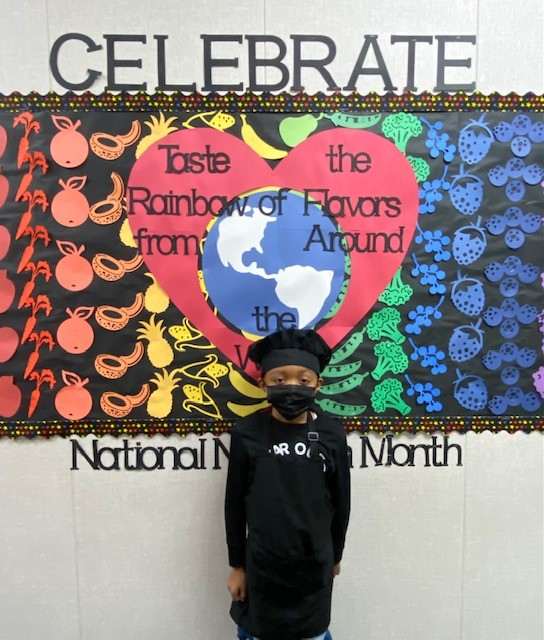 CELEBRATE
Taste the
Rainbow of Flavors
from Around
the
W
National N n Month